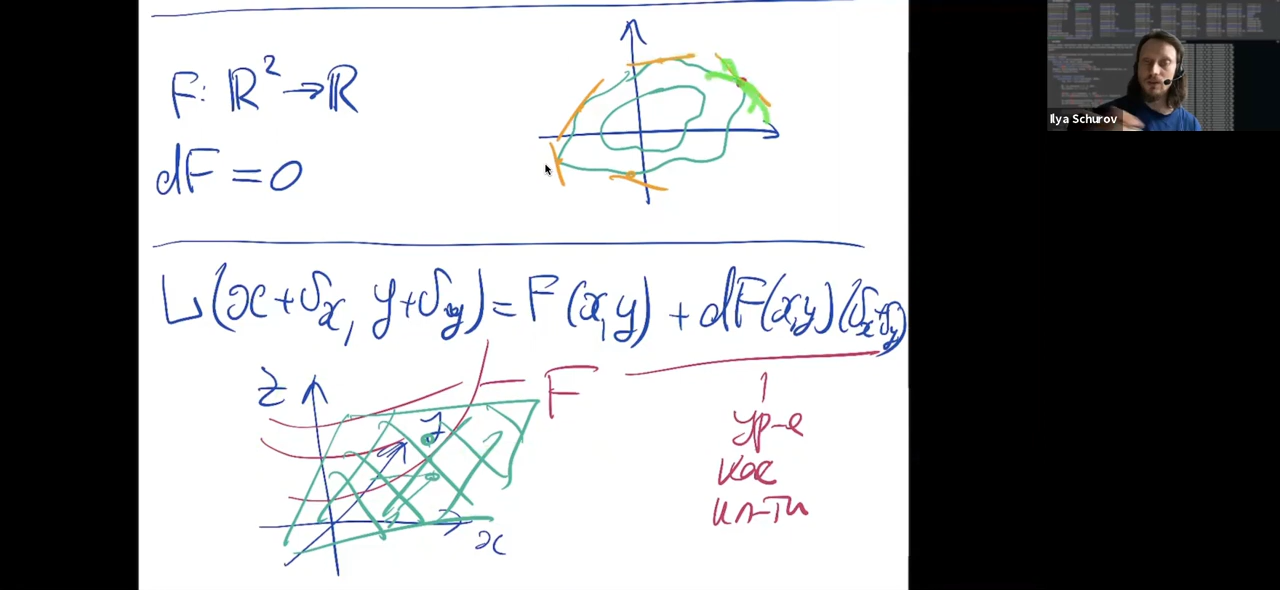 F: ℝ² → ℝ
dF = 0
Ilya Schurov
L(x+δx, y+δy) = F(x,y) + dF(x,y)(δx, δy)
z
F
y
x
ур-е
кас
пл-ти